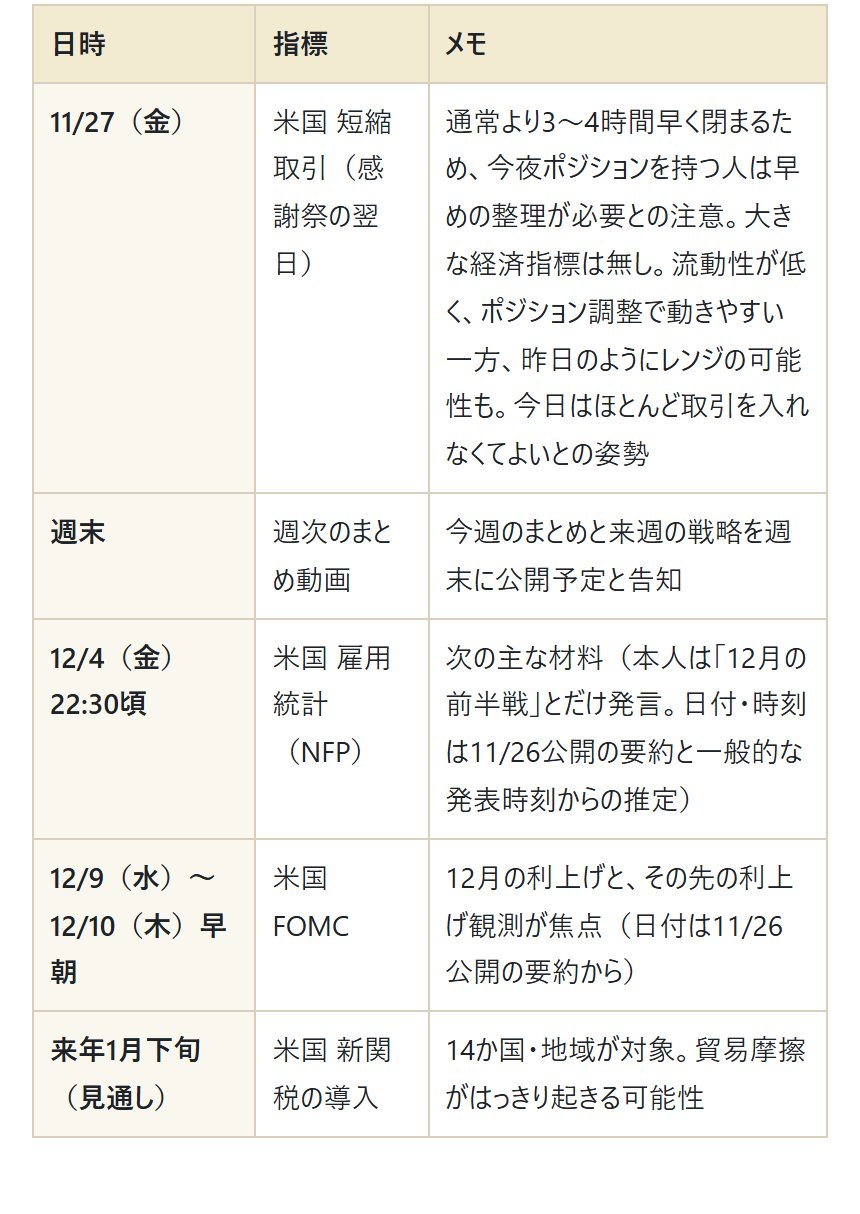 日時
指標
メモ
11/27（金）
米国 短縮
取引（感
謝祭の翌
日）
通常より3～4時間早く閉まるた
め、今夜ポジションを持つ人は早
めの整理が必要との注意。大き
な経済指標は無し。流動性が低
く、ポジション調整で動きやすい
一方、昨日のようにレンジの可能
性も。今日はほとんど取引を入れ
なくてよいとの姿勢
週末
週次のまと
め動画
今週のまとめと来週の戦略を週
末に公開予定と告知
12/4（金）
22:30頃
米国 雇用
統計
（NFP）
次の主な材料（本人は「12月の
前半戦」とだけ発言。日付・時刻
は11/26公開の要約と一般的な
発表時刻からの推定）
12/9（水）～
12/10（木）早
朝
米国
FOMC
12月の利上げと、その先の利上
げ観測が焦点（日付は11/26
公開の要約から）
来年1月下旬
（見通し）
米国 新関
税の導入
14か国・地域が対象。貿易摩擦
がはっきり起きる可能性